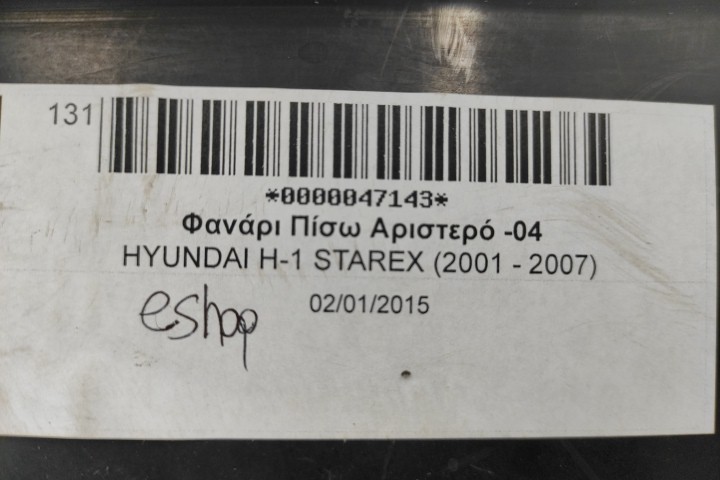 131
*0000047143*
Φανάρι Πίσω Αριστερό -04
HYUNDAI H-1 STAREX (2001 - 2007)
eshop
02/01/2015